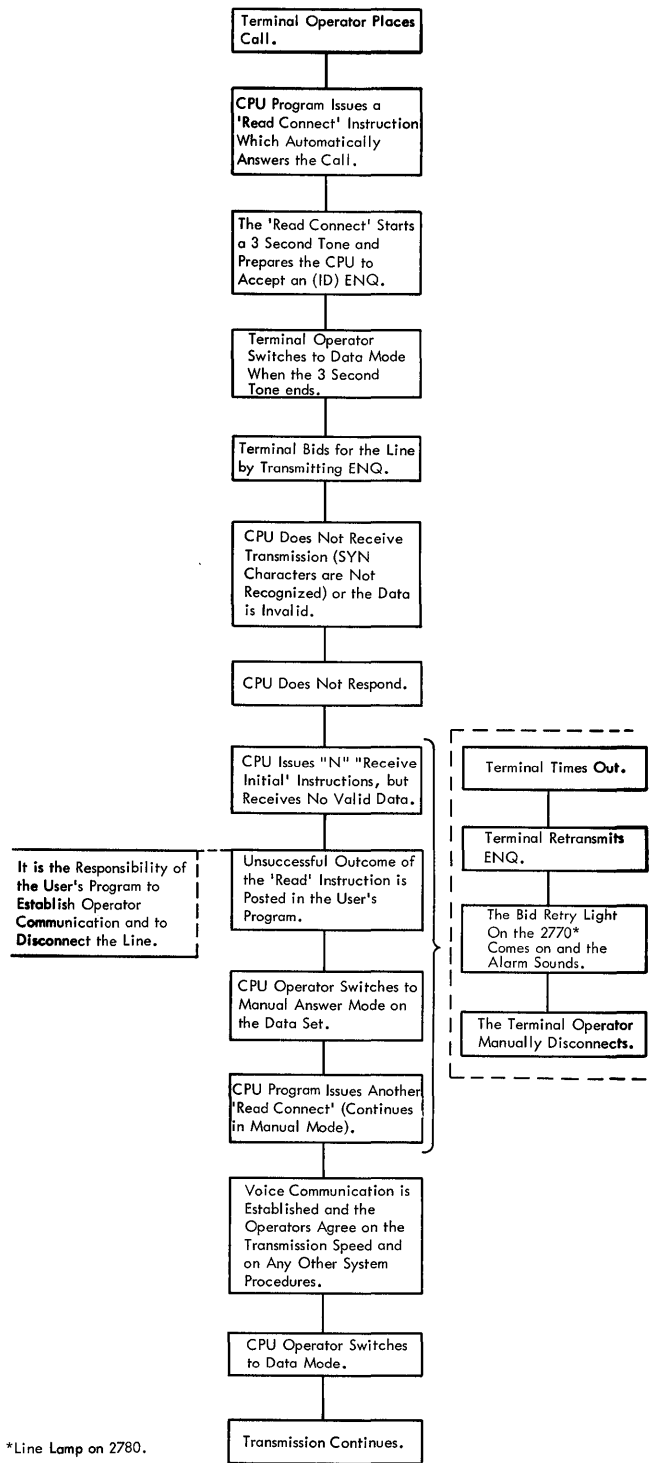 Terminal Operator Places
Call.
CPU Program Issues a
'Read Connect' Instruction
Which Automatically
Answers the Call.
The 'Read Connect' Starts
a 3 Second Tone and
Prepares the CPU to
Accept an (ID) ENQ.
Terminal Operator
Switches to Data Mode
When the 3 Second
Tone ends.
Terminal Bids for the Line
by Transmitting ENQ.
CPU Does Not Receive
Transmission (SYN
Characters are Not
Recognized) or the Data
is Invalid.
CPU Does Not Respond.
CPU Issues "N" "Receive
Initial' Instructions, but
Receives No Valid Data.
It is the Responsibility of
the User's Program to
Establish Operator
Communication and to
Disconnect the Line.
Unsuccessful Outcome of
the 'Read' Instruction is
Posted in the User's
Program.
CPU Operator Switches to
Manual Answer Mode on
the Data Set.
CPU Program Issues Another
'Read Connect' (Continues
in Manual Mode).
Terminal Times Out.
Terminal Retransmits
ENQ.
The Bid Retry Light
On the 2770*
Comes on and the
Alarm Sounds.
The Terminal Operator
Manually Disconnects.
Voice Communication is
Established and the
Operators Agree on the
Transmission Speed and
on Any Other System
Procedures.
CPU Operator Switches
to Data Mode.
Transmission Continues.
*Line Lamp on 2780.